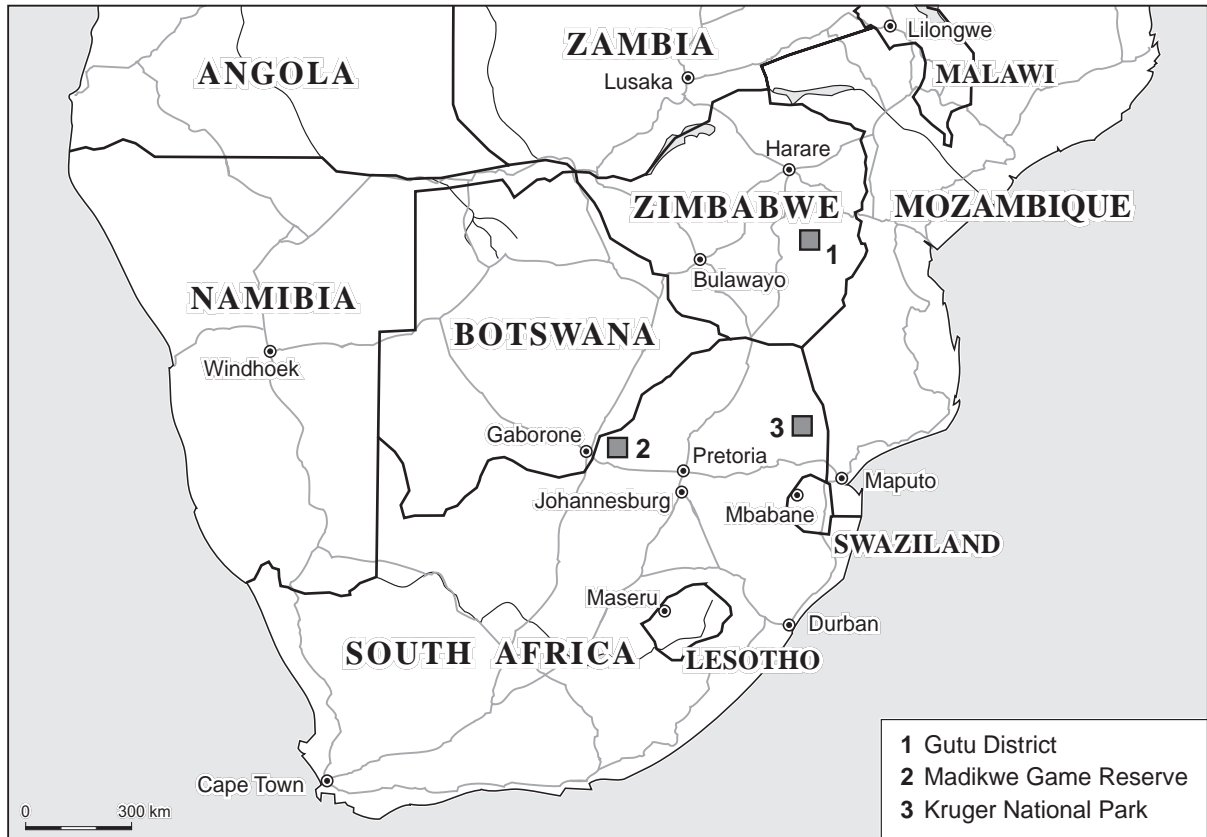 Lilongwe
ZAMBIA
ANGOLA
Lusaka
MALAWI
Harare
ZIMBABWE
MOZAMBIQUE
1
Bulawayo
NAMIBIA
BOTSWANA
Windhoek
Gaborone
2
3
Pretoria
Maputo
Johannesburg
Mbabane
SWAZILAND
Maseru
Durban
SOUTH AFRICA
LESOTHO
Cape Town
0 300 km
1 Gutu District
2 Madikwe Game Reserve
3 Kruger National Park